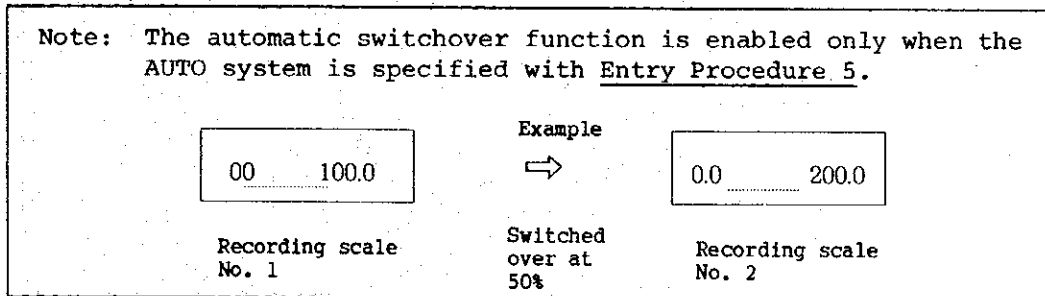 Note: The automatic switchover function is enabled only when the
AUTO system is specified with Entry Procedure 5.
Example
00 100.0
⇨
0.0 200.0
Recording scale No. 1
Switched over at 50%
Recording scale No. 2